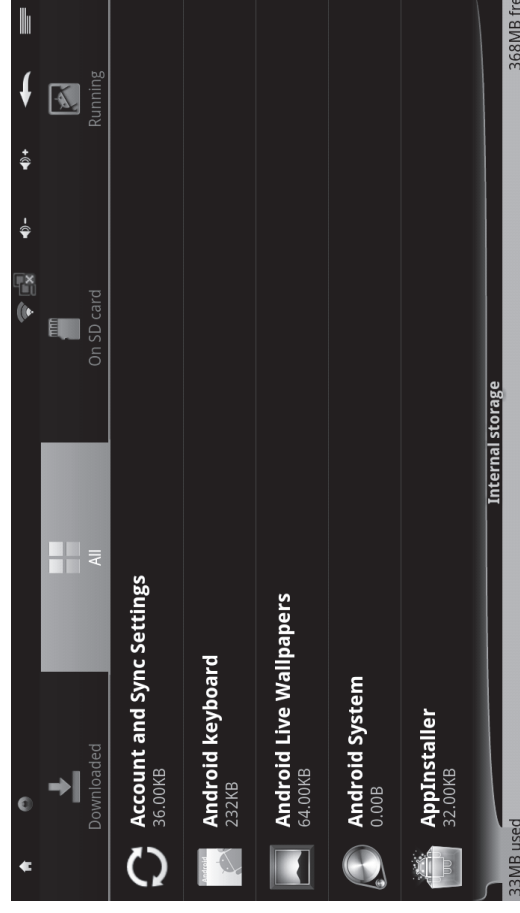 Downloaded
All
On SD card
Running
Account and Sync Settings
36.00KB
Android keyboard
232KB
Android Live Wallpapers
64.00KB
Android System
0.00B
AppInstaller
32.00KB
Internal storage
33MB used
368MB free